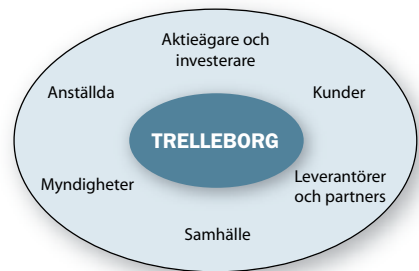 Aktieägare och
investerare
Anställda
Kunder
TRELLEBORG
Myndigheter
Leverantörer
och partners
Samhälle